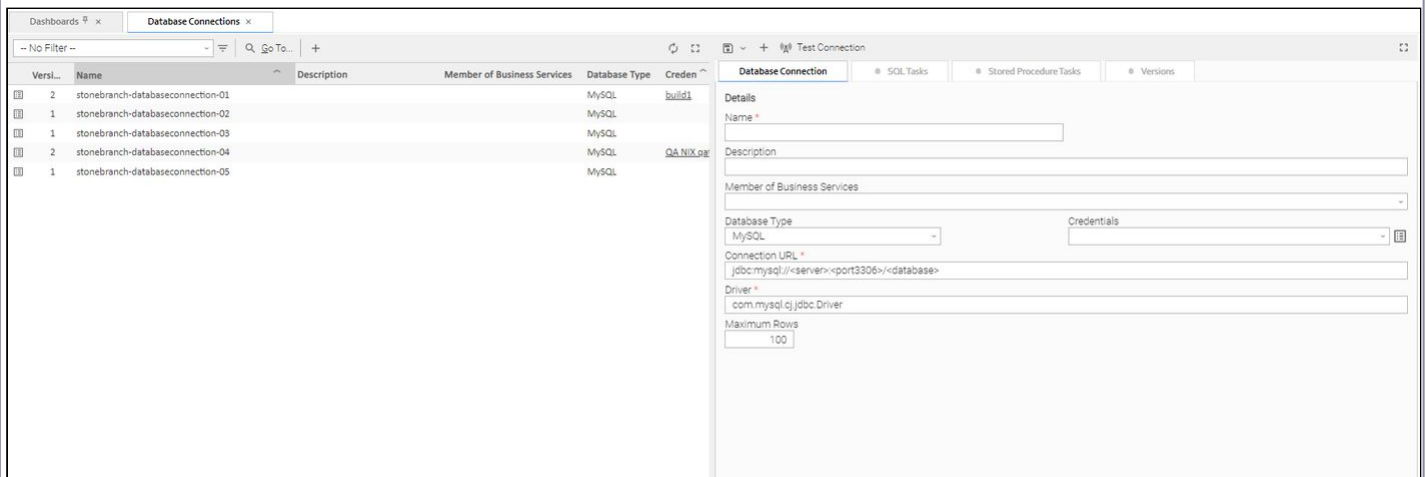 Dashboards
Database Connections
-- No Filter --
Go To...
Test Connection
Versi... Name Description Member of Business Services Database Type Creden
2 stonebranch-databaseconnection-01 MySQL build1
1 stonebranch-databaseconnection-02 MySQL
1 stonebranch-databaseconnection-03 MySQL
2 stonebranch-databaseconnection-04 MySQL QA NIX qa
1 stonebranch-databaseconnection-05 MySQL
Database Connection SQL Tasks Stored Procedure Tasks Versions
Details
Name *
Description
Member of Business Services
Database Type Credentials
MySQL
Connection URL *
jdbc:mysql://<server>:<port3306>/<database>
Driver *
com.mysql.cj.jdbc.Driver
Maximum Rows
100